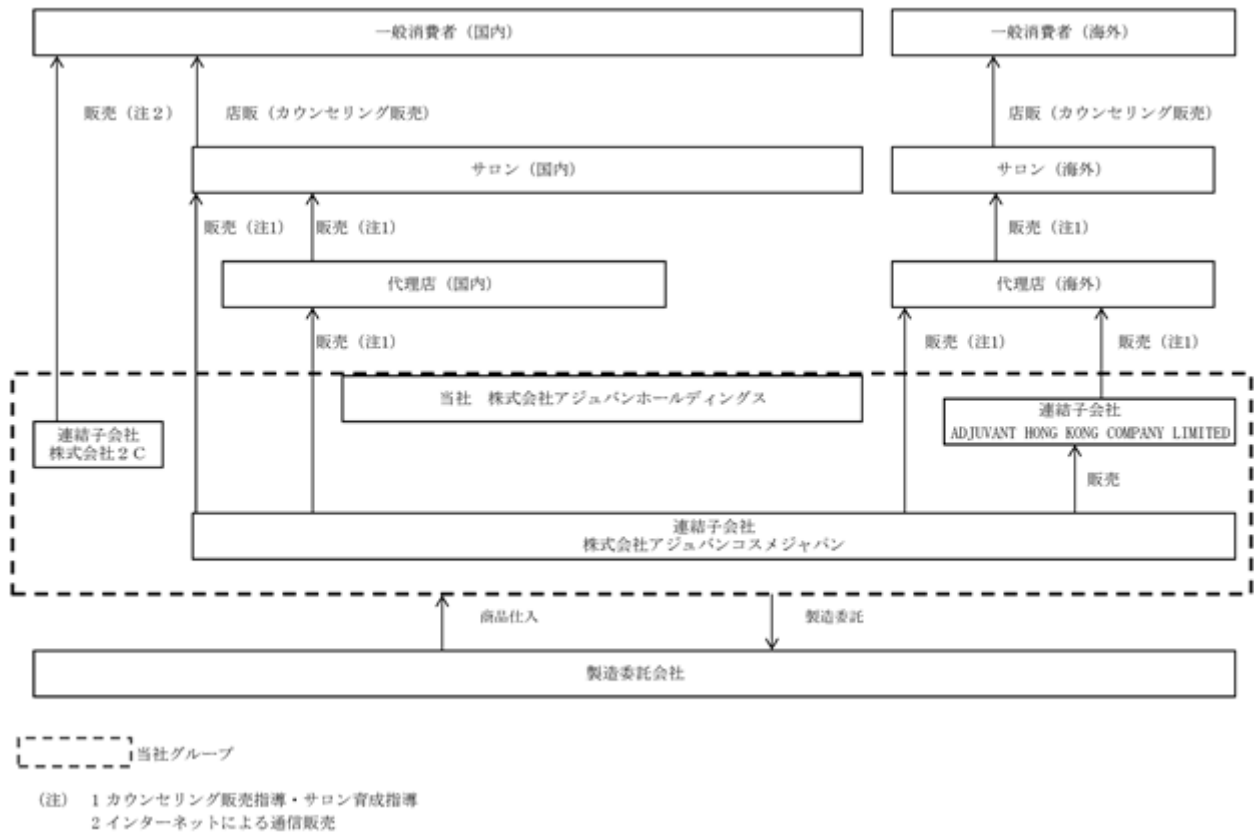 一般消費者（国内）
一般消費者（海外）
販売（注２）
店販（カウンセリング販売）
店販（カウンセリング販売）
サロン（国内）
サロン（海外）
販売（注1）
販売（注1）
販売（注1）
代理店（国内）
代理店（海外）
販売（注1）
販売（注1）
販売（注1）
当社　株式会社アジュバンホールディングス
連結子会社
株式会社２Ｃ
連結子会社
ADJUVANT HONG KONG COMPANY LIMITED
販売
連結子会社
株式会社アジュバンコスメジャパン
商品仕入
製造委託
製造委託会社
当社グループ
（注）　1 カウンセリング販売指導・サロン育成指導
2 インターネットによる通信販売